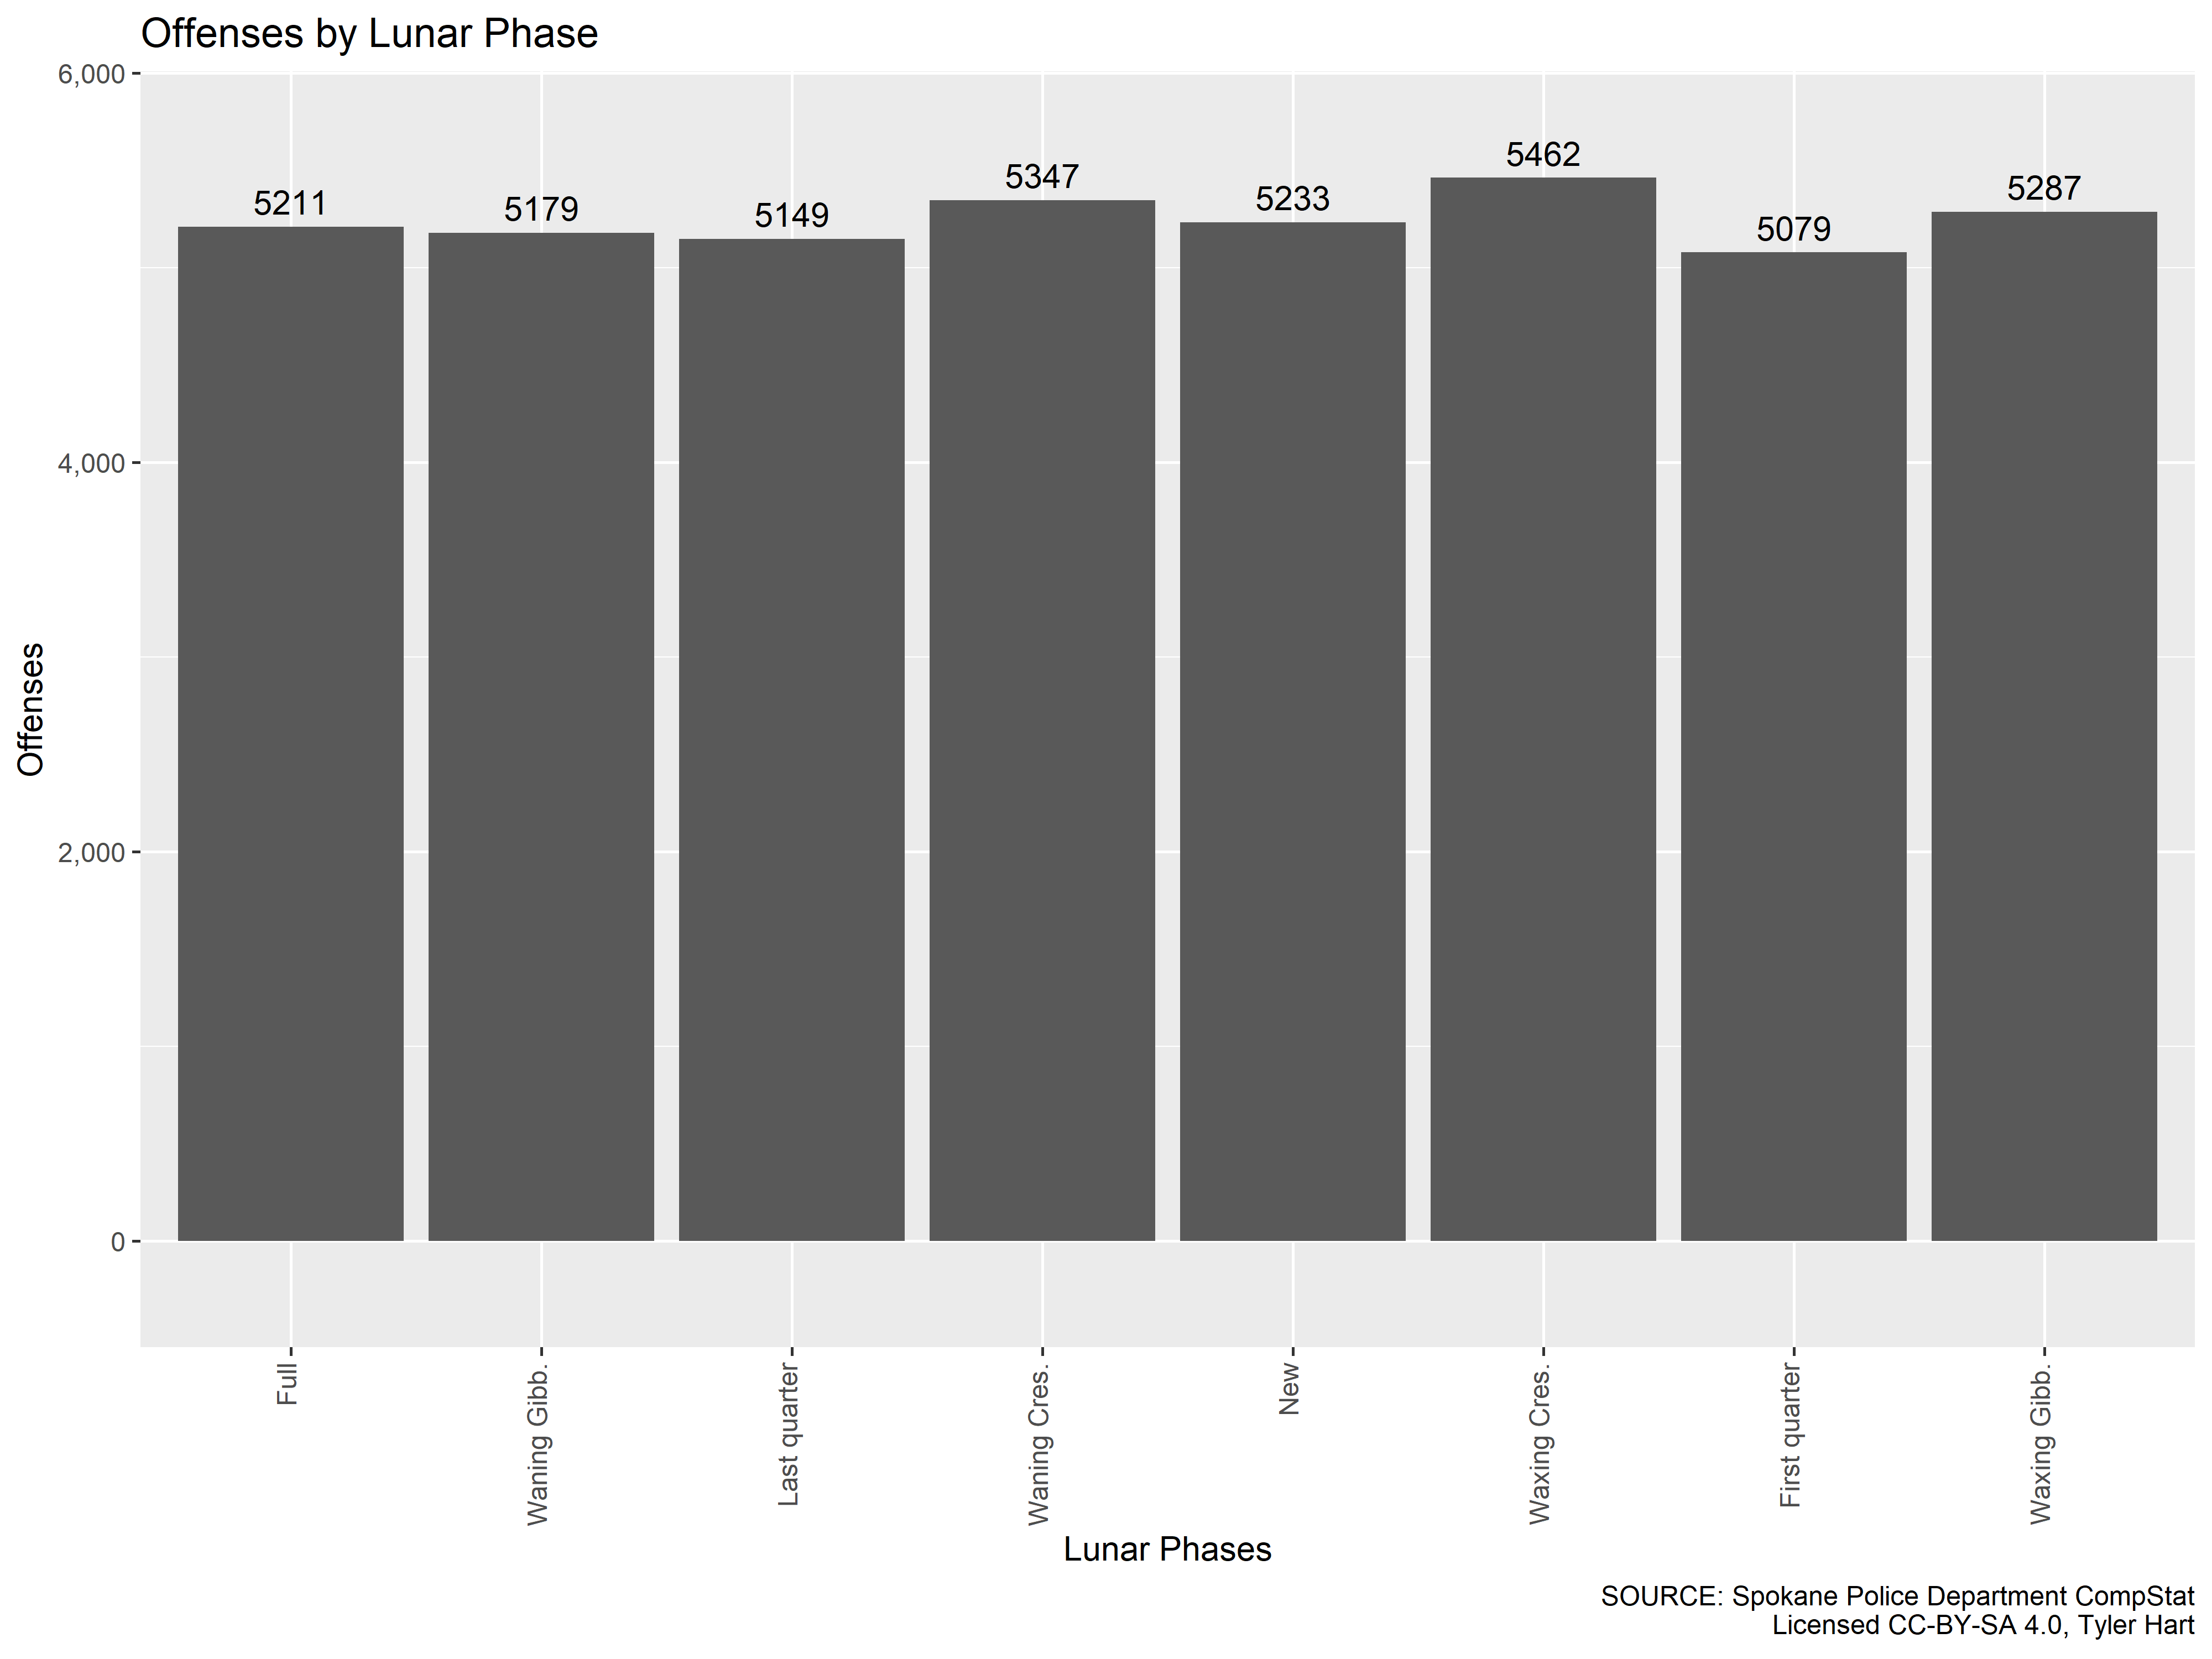 Offenses by Lunar Phase
6,000
4,000
2,000
0
Offenses
5211
5179
5149
5347
5233
5462
5079
5287
Full
Waning Gibb.
Last quarter
Waning Cres.
New
Waxing Cres.
First quarter
Waxing Gibb.
Lunar Phases
SOURCE: Spokane Police Department CompStat
Licensed CC-BY-SA 4.0, Tyler Hart